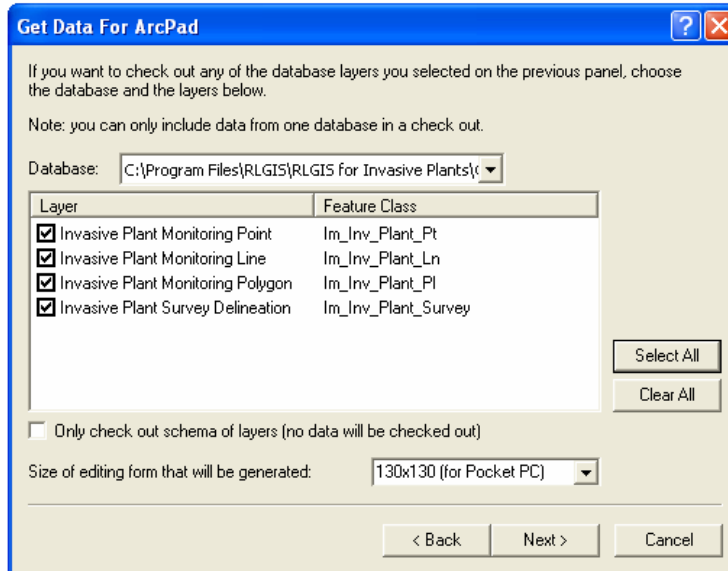 Get Data For ArcPad
If you want to check out any of the database layers you selected on the previous panel, choose
the database and the layers below.
Note: you can only include data from one database in a check out.
Database: C:\Program Files\RLGIS\RLGIS for Invasive Plants\
Layer Feature Class
Invasive Plant Monitoring Point Im_Inv_Plant_Pt
Invasive Plant Monitoring Line Im_Inv_Plant_Ln
Invasive Plant Monitoring Polygon Im_Inv_Plant_Pl
Invasive Plant Survey Delineation Im_Inv_Plant_Survey
Select All
Clear All
Only check out schema of layers (no data will be checked out)
Size of editing form that will be generated: 130x130 (for Pocket PC)
< Back Next > Cancel